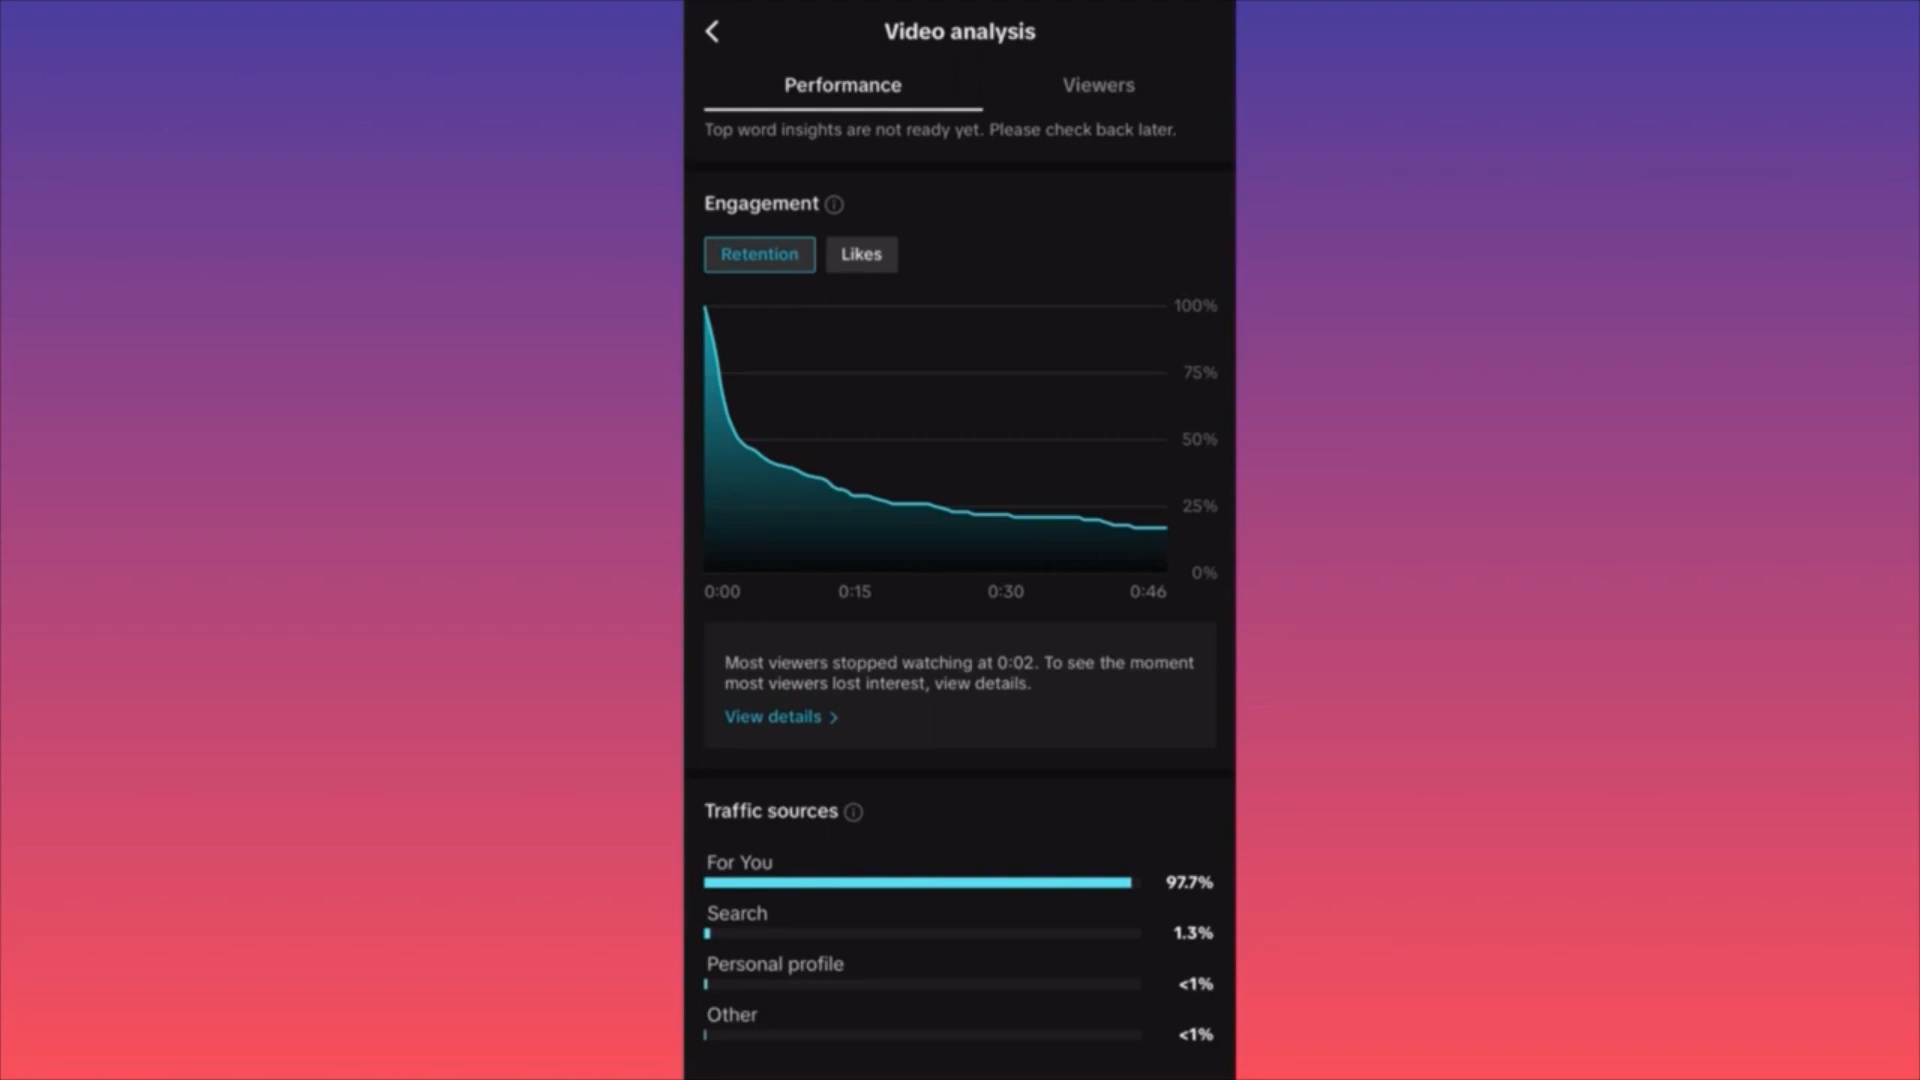 Video analysis
Performance Viewers
Top word insights are not ready yet. Please check back later.
Engagement
Retention Likes
100%
75%
50%
25%
0%
0:00 0:15 0:30 0:46
Most viewers stopped watching at 0:02. To see the moment
most viewers lost interest, view details.
View details
Traffic sources
For You
97.7%
Search
1.3%
Personal profile
<1%
Other
<1%